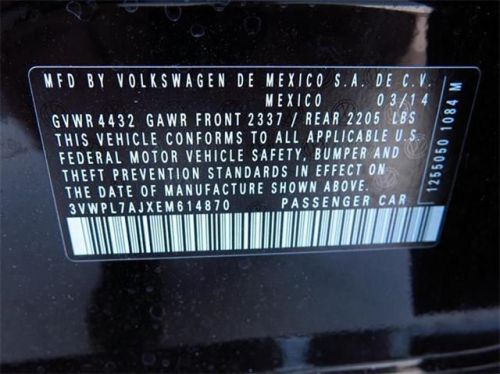 MFD BY VOLKSWAGEN DE MEXICO S.A. DE C.V.
MEXICO 03/14
GVWR 4432 GAWR FRONT 2337 / REAR 2205 LBS
THIS VEHICLE CONFORMS TO ALL APPLICABLE U.S.
FEDERAL MOTOR VEHICLE SAFETY, BUMPER AND
THEFT PREVENTION STANDARDS IN EFFECT ON
THE DATE OF MANUFACTURE SHOWN ABOVE.
3VWPL7AJXEM614870 PASSENGER CAR
1255050 1084 M